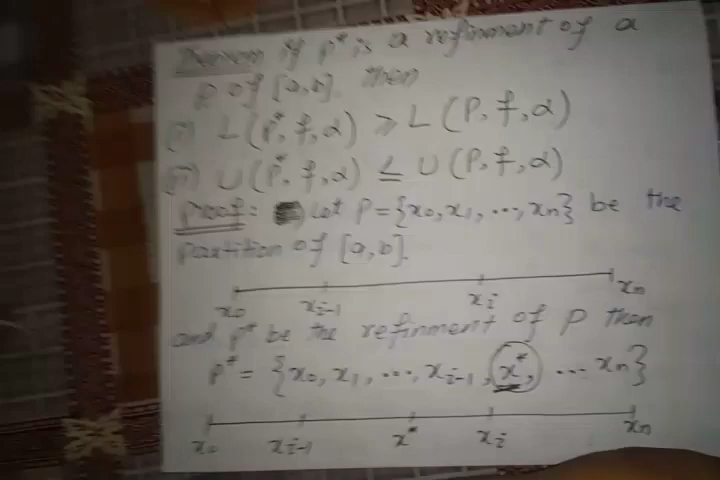 Theorem if p* is a refinment of a
p of [a,b] then
(i) L(p*, f, α) ≥ L(P, f, α)
(ii) U(p*, f, α) ≤ U(P, f, α)
proof: Let P = {x₀, x₁, ..., xₙ} be the
partition of [a,b].
x₀ xᵢ₋₁ xᵢ xₙ
and p* be the refinment of p then
p* = {x₀, x₁, ..., xᵢ₋₁, x*, ... xₙ}
x₀ xᵢ₋₁ x* xᵢ xₙ